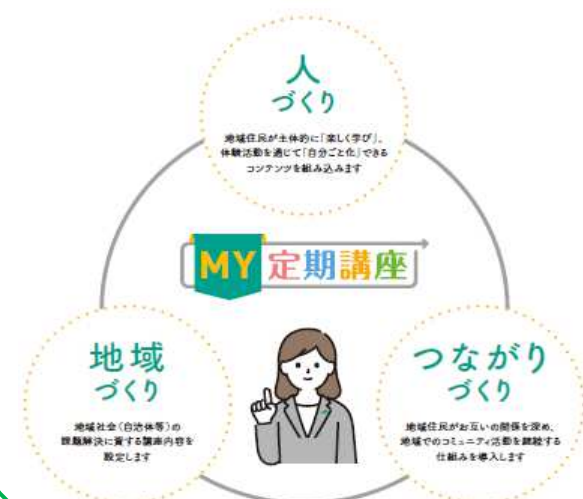 人
づくり
地域住民が主体的に「楽しく学び」、
体験活動を通じて「自分ごと化」できる
コンテンツを組み込みます
MY定期講座
地域
づくり
地域社会(自治体等)の
課題解決に資する講座内容を
設定します
つながり
づくり
地域住民がお互いの関係を深め、
地域でのコミュニティ活動を継続する
仕組みを導入します